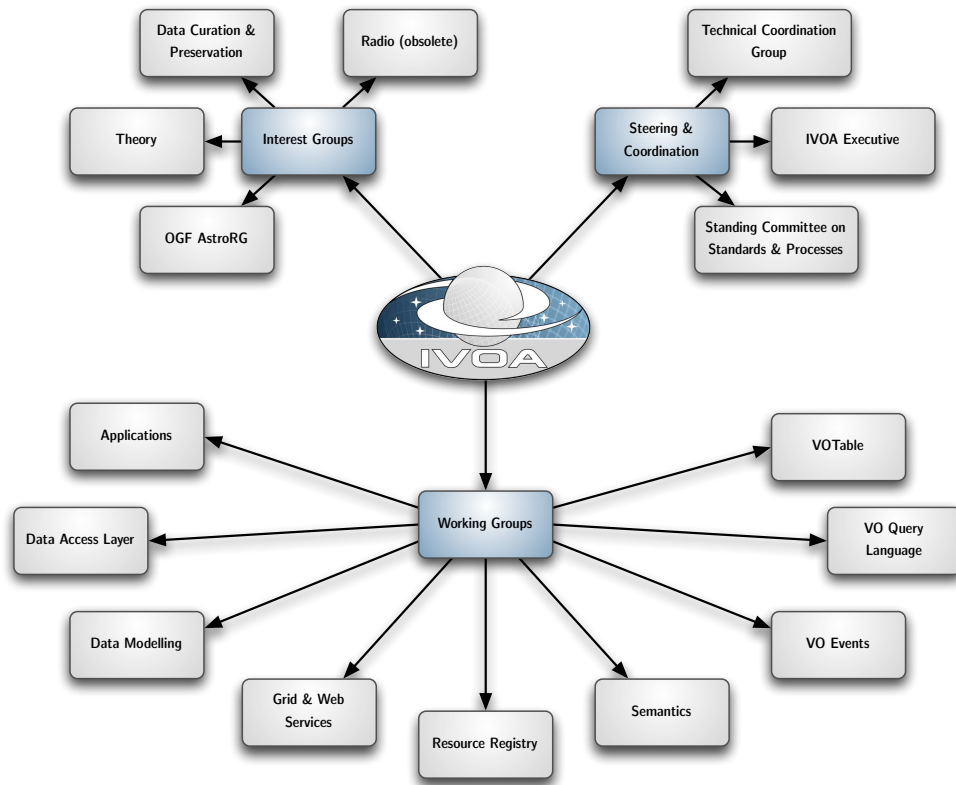 Data Curation &
Preservation
Radio (obsolete)
Technical Coordination
Group
Theory
Interest Groups
Steering &
Coordination
IVOA Executive
OGF AstroRG
Standing Committee on
Standards & Processes
IVOA
Applications
VOTable
Working Groups
Data Access Layer
VO Query
Language
Data Modelling
VO Events
Grid & Web
Services
Semantics
Resource Registry